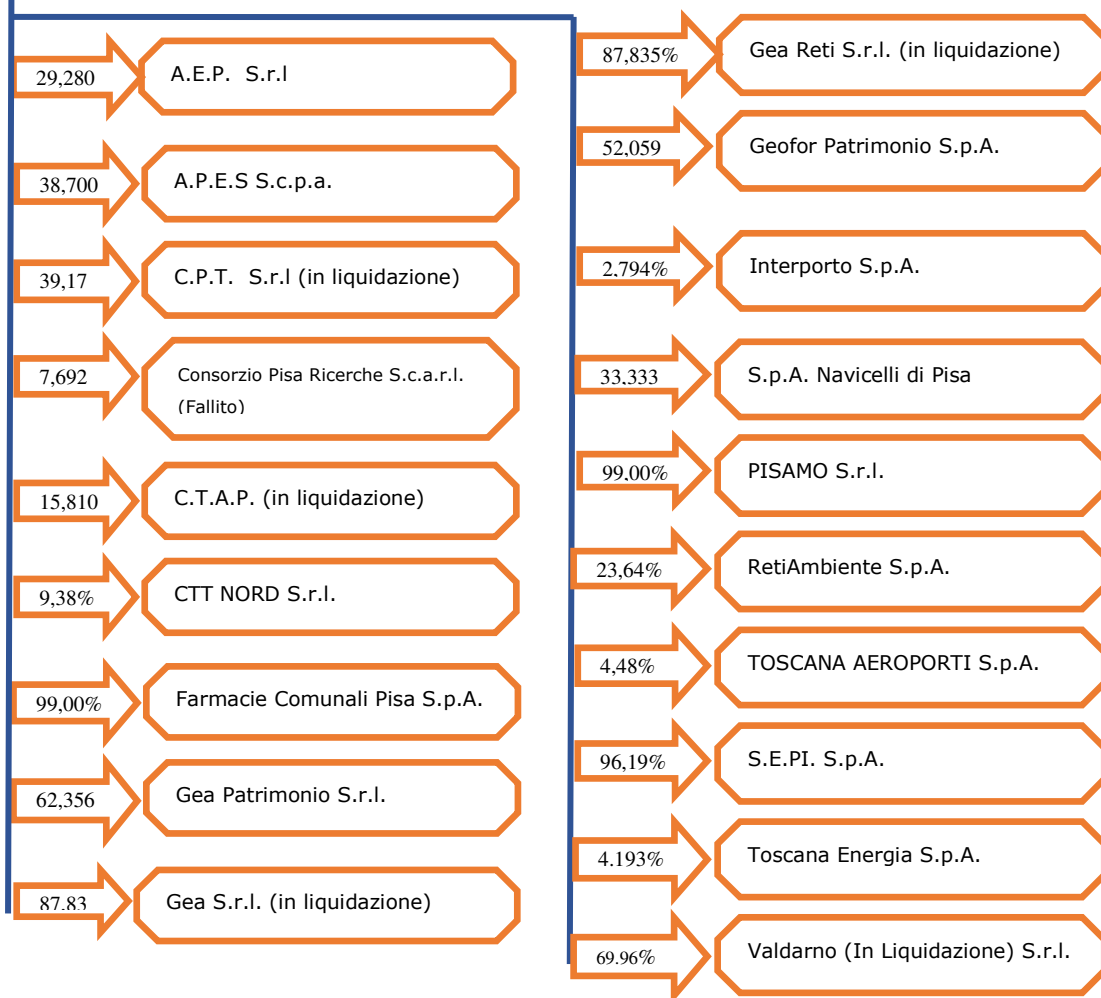 29,280
A.E.P. S.r.l
38,700
A.P.E.S S.c.p.a.
39,17
C.P.T. S.r.l (in liquidazione)
7,692
Consorzio Pisa Ricerche S.c.a.r.l.
(Fallito)
15,810
C.T.A.P. (in liquidazione)
9,38%
CTT NORD S.r.l.
99,00%
Farmacie Comunali Pisa S.p.A.
62,356
Gea Patrimonio S.r.l.
87,83
Gea S.r.l. (in liquidazione)
87,835%
Gea Reti S.r.l. (in liquidazione)
52,059
Geofor Patrimonio S.p.A.
2,794%
Interporto S.p.A.
33,333
S.p.A. Navicelli di Pisa
99,00%
PISAMO S.r.l.
23,64%
RetiAmbiente S.p.A.
4,48%
TOSCANA AEROPORTI S.p.A.
96,19%
S.E.PI. S.p.A.
4.193%
Toscana Energia S.p.A.
69.96%
Valdarno (In Liquidazione) S.r.l.